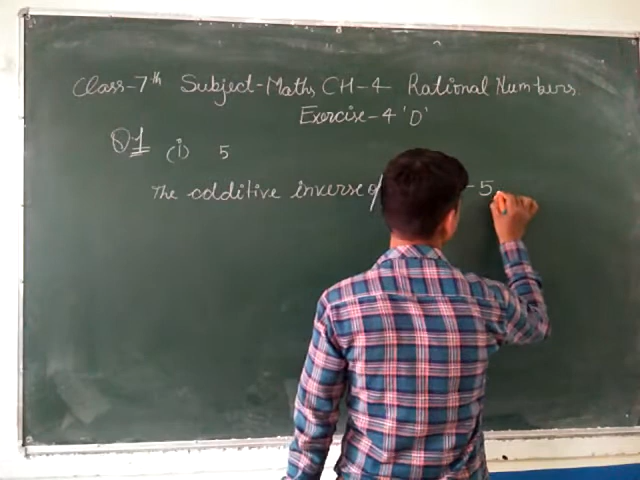 Class-7th Subject-Maths CH-4 Rational Numbers.
Exercise-4 'D'
Q1 (i) 5
The additive inverse of -5.